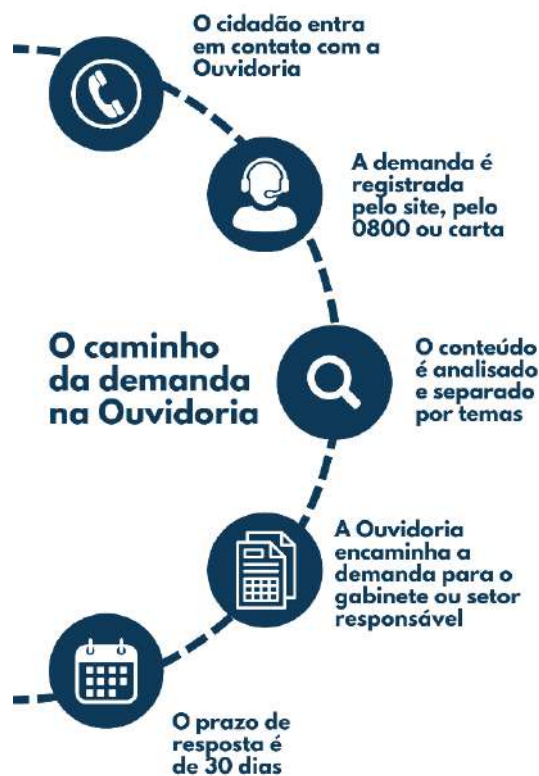 O cidadão entra
em contato com a
Ouvidoria
A demanda é
registrada
pelo site, pelo
0800 ou carta
O caminho
da demanda
na Ouvidoria
O conteúdo
é analisado
e separado
por temas
A Ouvidoria
encaminha a
demanda para o
gabinete ou setor
responsável
O prazo de
resposta é
de 30 dias